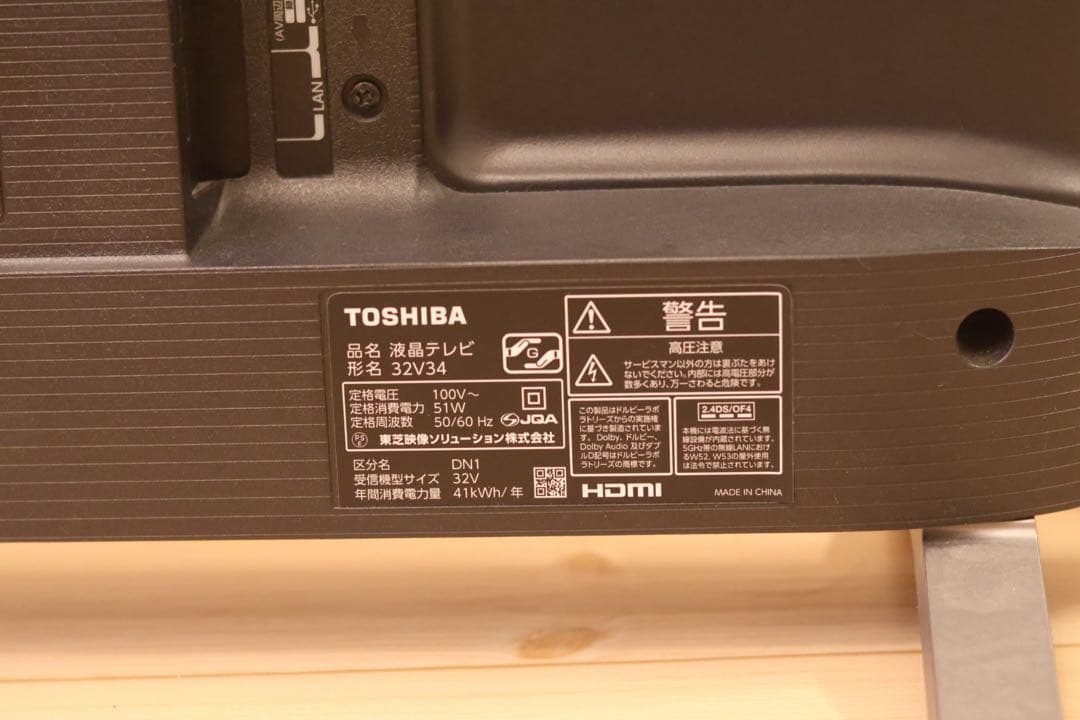 (AV周辺
LAN
TOSHIBA
品名 液晶テレビ
形名 32V34
G
定格電圧 100V～
定格消費電力 51W
定格周波数 50/60 Hz
JQA
PS
E
東芝映像ソリューション株式会社
区分名 DN1
受信機型サイズ 32V
年間消費電力量 41kWh/年
警告
高圧注意
サービスマン以外の方は裏ぶたをあけ
ないでください。内部には高電圧部分が
数多くあり、万一さわると危険です。
この製品はドルビーラボ
ラトリーズからの実施権
に基づき製造されていま
す。Dolby、ドルビー、
Dolby Audio 及びダブ
ルD記号はドルビーラボ
ラトリーズの商標です。
2.4DS/OF4
本機には電波法に基づく無
線設備が内蔵されています。
5GHz帯の無線LANにおけ
るW52、W53の屋外使用
は法令で禁止されています。
HDMI
MADE IN CHINA